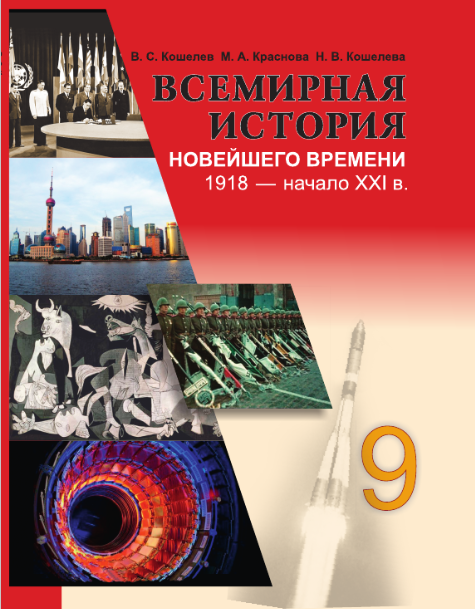 В. С. Кошелев М. А. Краснова Н. В. Кошелева
ВСЕМИРНАЯ
ИСТОРИЯ
НОВЕЙШЕГО ВРЕМЕНИ
1918 — начало XXI в.
9